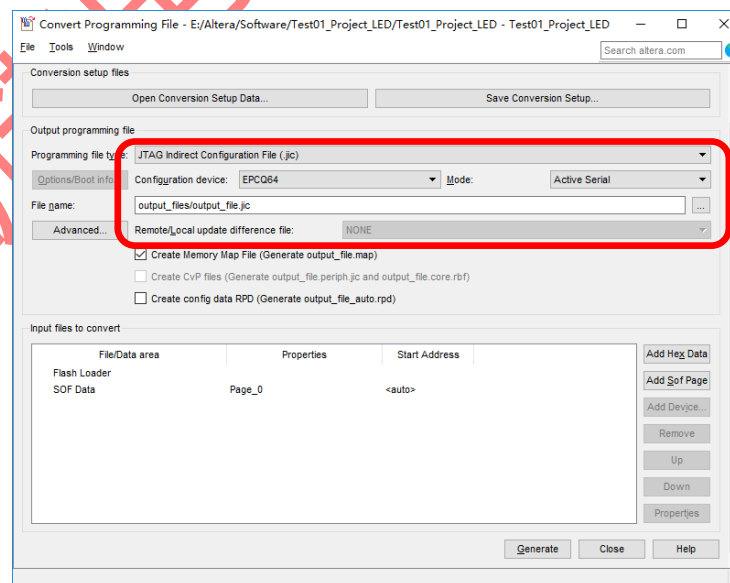 Convert Programming File - E:/Altera/Software/Test01_Project_LED/Test01_Project_LED - Test01_Project_LED
File Tools Window
Search altera.com
Conversion setup files
Open Conversion Setup Data... Save Conversion Setup...
Output programming file
Programming file type: JTAG Indirect Configuration File (.jic)
Options/Boot info... Configuration device: EPCQ64 Mode: Active Serial
File name: output_files/output_file.jic ...
Advanced... Remote/Local update difference file: NONE
Create Memory Map File (Generate output_file.map)
Create CvP files (Generate output_file.periph.jic and output_file.core.rbf)
Create config data RPD (Generate output_file_auto.rpd)
Input files to convert
File/Data area Properties Start Address
Flash Loader
SOF Data Page_0 <auto>
Add Hex Data
Add Sof Page
Add Device...
Remove
Up
Down
Properties
Generate Close Help